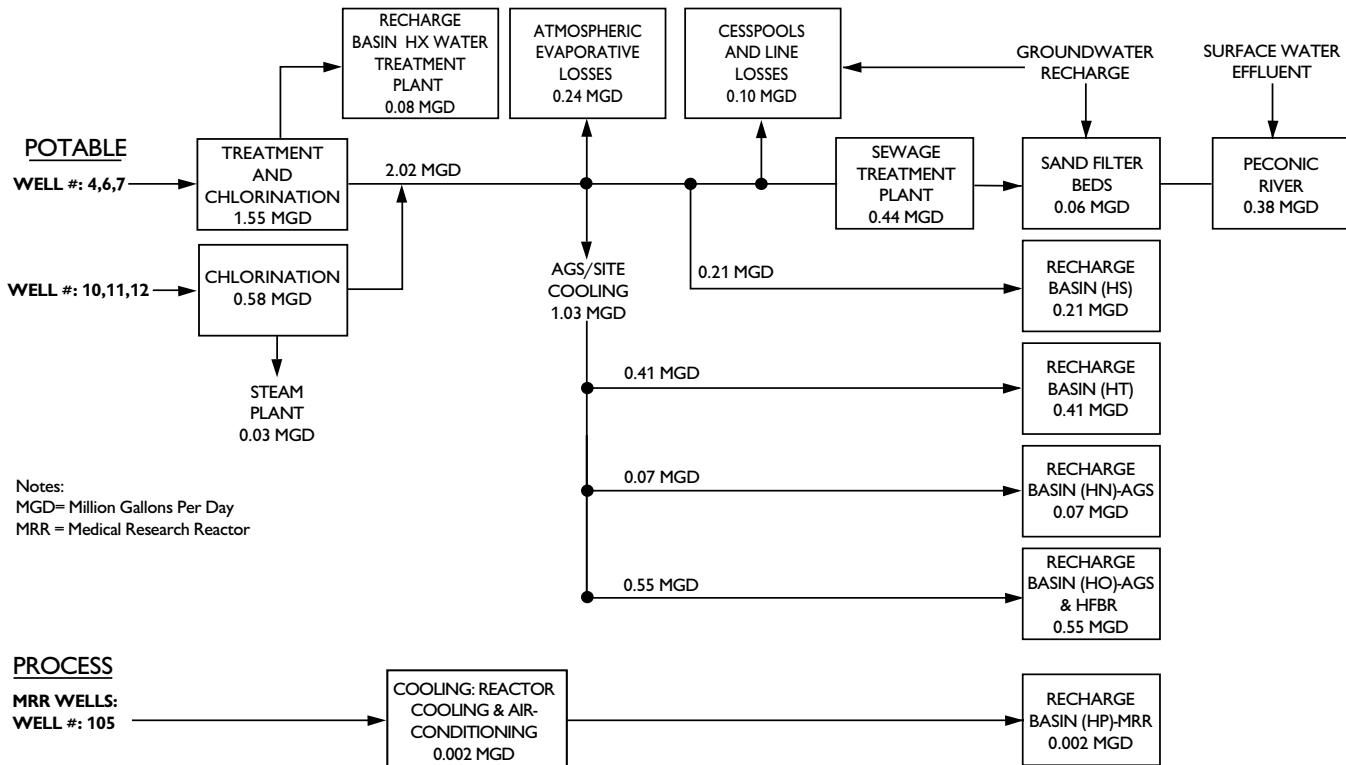 RECHARGE
BASIN HX WATER
TREATMENT
PLANT
0.08 MGD
ATMOSPHERIC
EVAPORATIVE
LOSSES
0.24 MGD
CESSPOOLS
AND LINE
LOSSES
0.10 MGD
GROUNDWATER
RECHARGE
SURFACE WATER
EFFLUENT
POTABLE
WELL #: 4,6,7
TREATMENT
AND
CHLORINATION
1.55 MGD
2.02 MGD
SEWAGE
TREATMENT
PLANT
0.44 MGD
SAND FILTER
BEDS
0.06 MGD
PECONIC
RIVER
0.38 MGD
WELL #: 10,11,12
CHLORINATION
0.58 MGD
AGS/SITE
COOLING
1.03 MGD
0.21 MGD
RECHARGE
BASIN (HS)
0.21 MGD
STEAM
PLANT
0.03 MGD
0.41 MGD
RECHARGE
BASIN (HT)
0.41 MGD
Notes:
MGD= Million Gallons Per Day
MRR = Medical Research Reactor
0.07 MGD
RECHARGE
BASIN (HN)-AGS
0.07 MGD
0.55 MGD
RECHARGE
BASIN (HO)-AGS
& HFBR
0.55 MGD
PROCESS
MRR WELLS:
WELL #: 105
COOLING: REACTOR
COOLING & AIR-
CONDITIONING
0.002 MGD
RECHARGE
BASIN (HP)-MRR
0.002 MGD